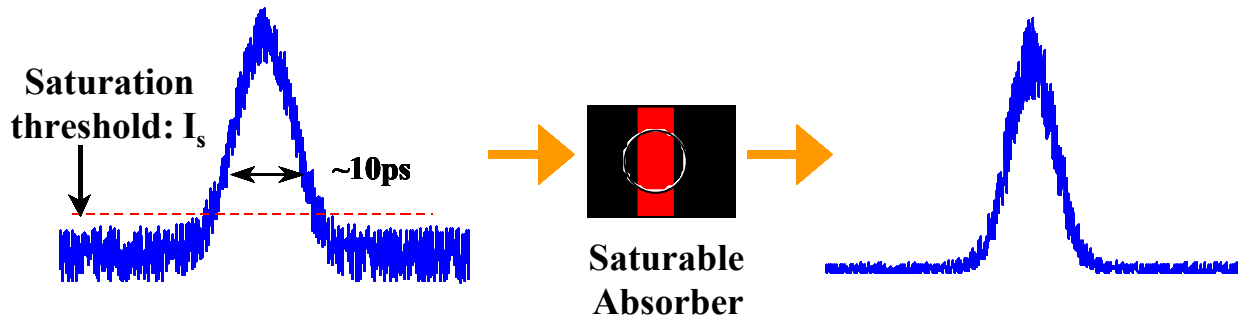 Saturation
threshold: Iₛ
~10ps
Saturable
Absorber